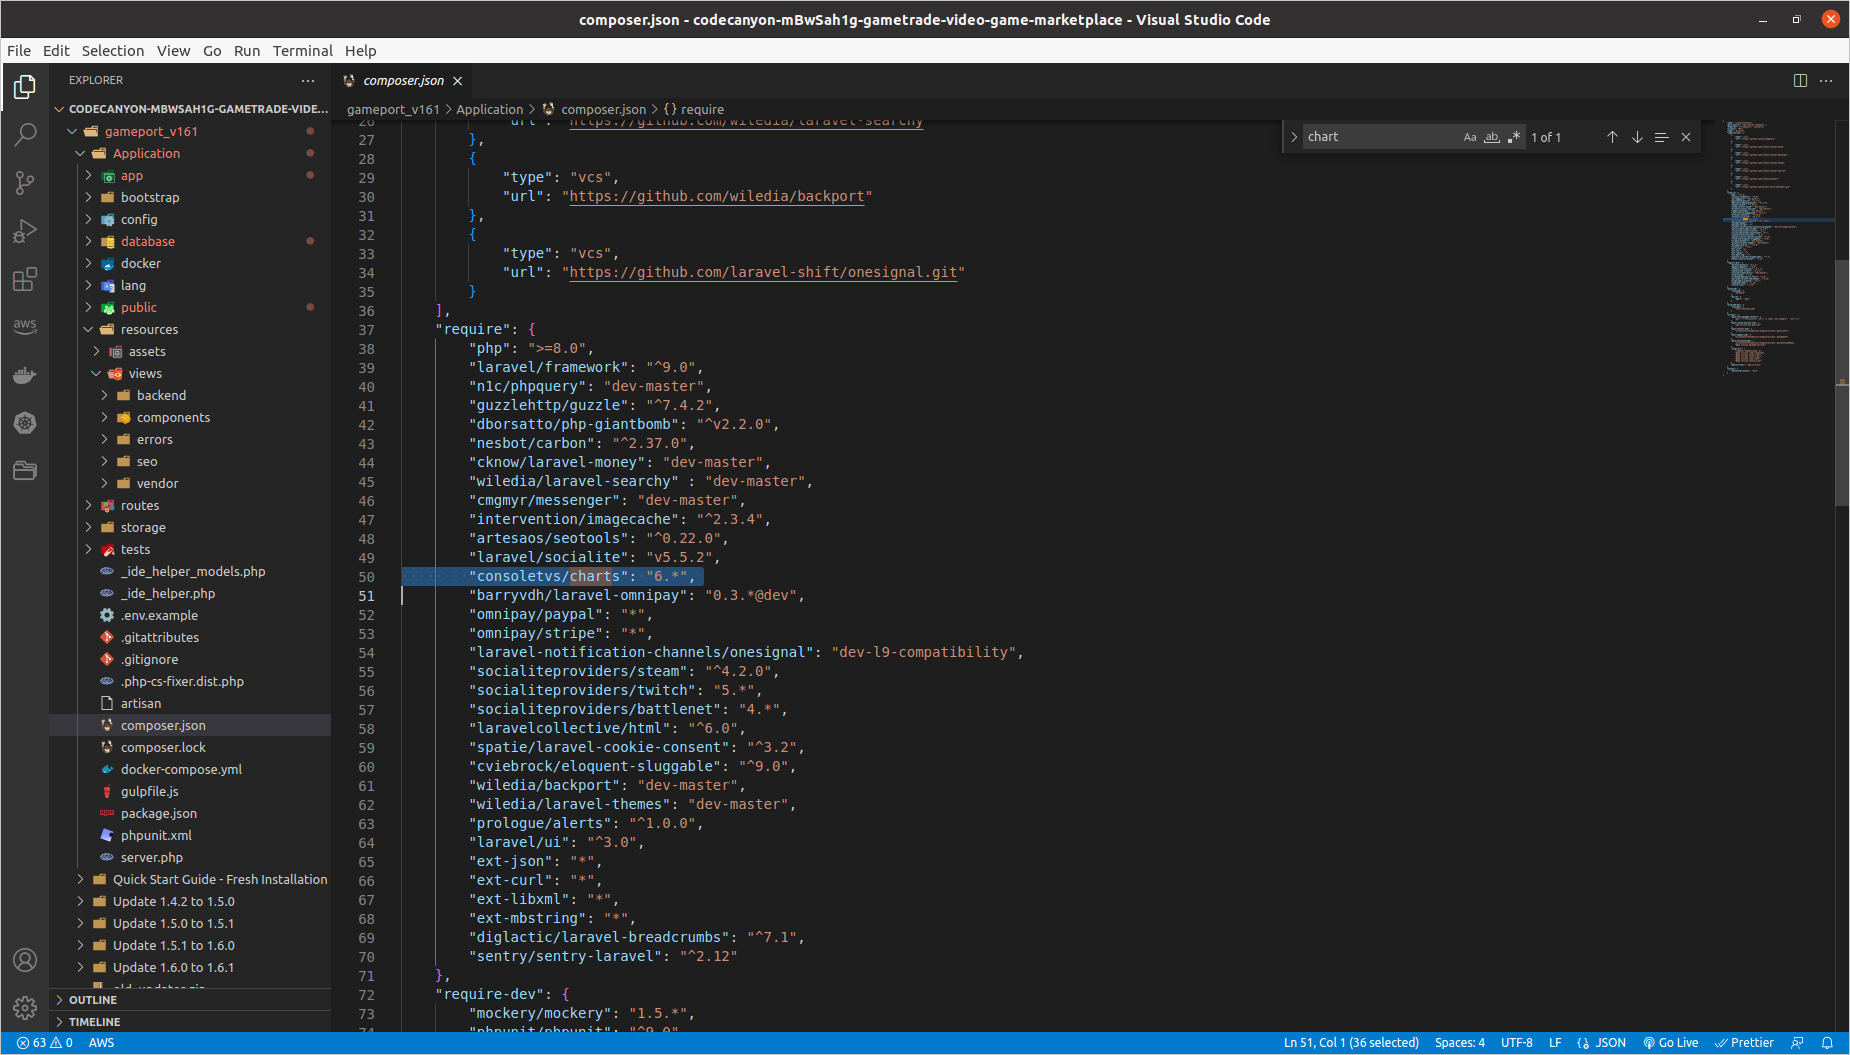 composer.json - codecanyon-mBwSah1g-gametrade-video-game-marketplace - Visual Studio Code
File Edit Selection View Go Run Terminal Help
EXPLORER
CODECANYON-MBWSAH1G-GAMETRADE-VIDE...
gameport_v161
Application
app
bootstrap
config
database
docker
lang
public
resources
assets
views
backend
components
errors
seo
vendor
routes
storage
tests
_ide_helper_models.php
_ide_helper.php
.env.example
.gitattributes
.gitignore
.php-cs-fixer.dist.php
artisan
composer.json
composer.lock
docker-compose.yml
gulpfile.js
package.json
phpunit.xml
server.php
Quick Start Guide - Fresh Installation
Update 1.4.2 to 1.5.0
Update 1.5.0 to 1.5.1
Update 1.5.1 to 1.6.0
Update 1.6.0 to 1.6.1
OUTLINE
TIMELINE
aws
composer.json
gameport_v161 > Application > composer.json > { } require
chart Aa ab 1 of 1
26 "url": "https://github.com/wiledia/laravel-searchy
27 },
28 {
29 "type": "vcs",
30 "url": "https://github.com/wiledia/backport"
31 },
32 {
33 "type": "vcs",
34 "url": "https://github.com/laravel-shift/onesignal.git"
35 }
36 ],
37 "require": {
38 "php": ">=8.0",
39 "laravel/framework": "^9.0",
40 "n1c/phpquery": "dev-master",
41 "guzzlehttp/guzzle": "^7.4.2",
42 "dborsatto/php-giantbomb": "^v2.2.0",
43 "nesbot/carbon": "^2.37.0",
44 "cknow/laravel-money": "dev-master",
45 "wiledia/laravel-searchy" : "dev-master",
46 "cmgmyr/messenger": "dev-master",
47 "intervention/imagecache": "^2.3.4",
48 "artesaos/seotools": "^0.22.0",
49 "laravel/socialite": "v5.5.2",
50 "consoletvs/charts": "6.*",
51 "barryvdh/laravel-omnipay": "0.3.*@dev",
52 "omnipay/paypal": "*",
53 "omnipay/stripe": "*",
54 "laravel-notification-channels/onesignal": "dev-l9-compatibility",
55 "socialiteproviders/steam": "^4.2.0",
56 "socialiteproviders/twitch": "5.*",
57 "socialiteproviders/battlenet": "4.*",
58 "laravelcollective/html": "^6.0",
59 "spatie/laravel-cookie-consent": "^3.2",
60 "cviebrock/eloquent-sluggable": "^9.0",
61 "wiledia/backport": "dev-master",
62 "wiledia/laravel-themes": "dev-master",
63 "prologue/alerts": "^1.0.0",
64 "laravel/ui": "^3.0",
65 "ext-json": "*",
66 "ext-curl": "*",
67 "ext-libxml": "*",
68 "ext-mbstring": "*",
69 "diglactic/laravel-breadcrumbs": "^7.1",
70 "sentry/sentry-laravel": "^2.12"
71 },
72 "require-dev": {
73 "mockery/mockery": "1.5.*",
74 "phpunit/phpunit": "^9.0"
63 0 AWS
Ln 51, Col 1 (36 selected) Spaces: 4 UTF-8 LF JSON Go Live Prettier